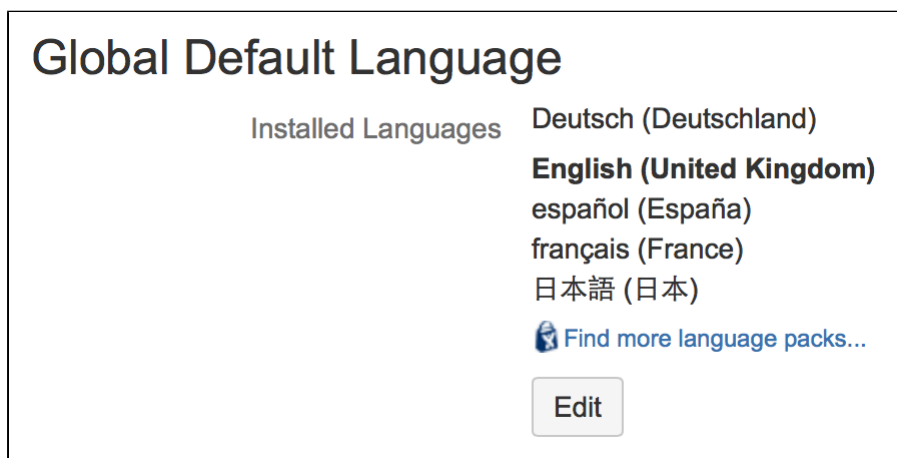 Global Default Language
Installed Languages
Deutsch (Deutschland)
English (United Kingdom)
español (España)
français (France)
日本語 (日本)
Find more language packs...
Edit